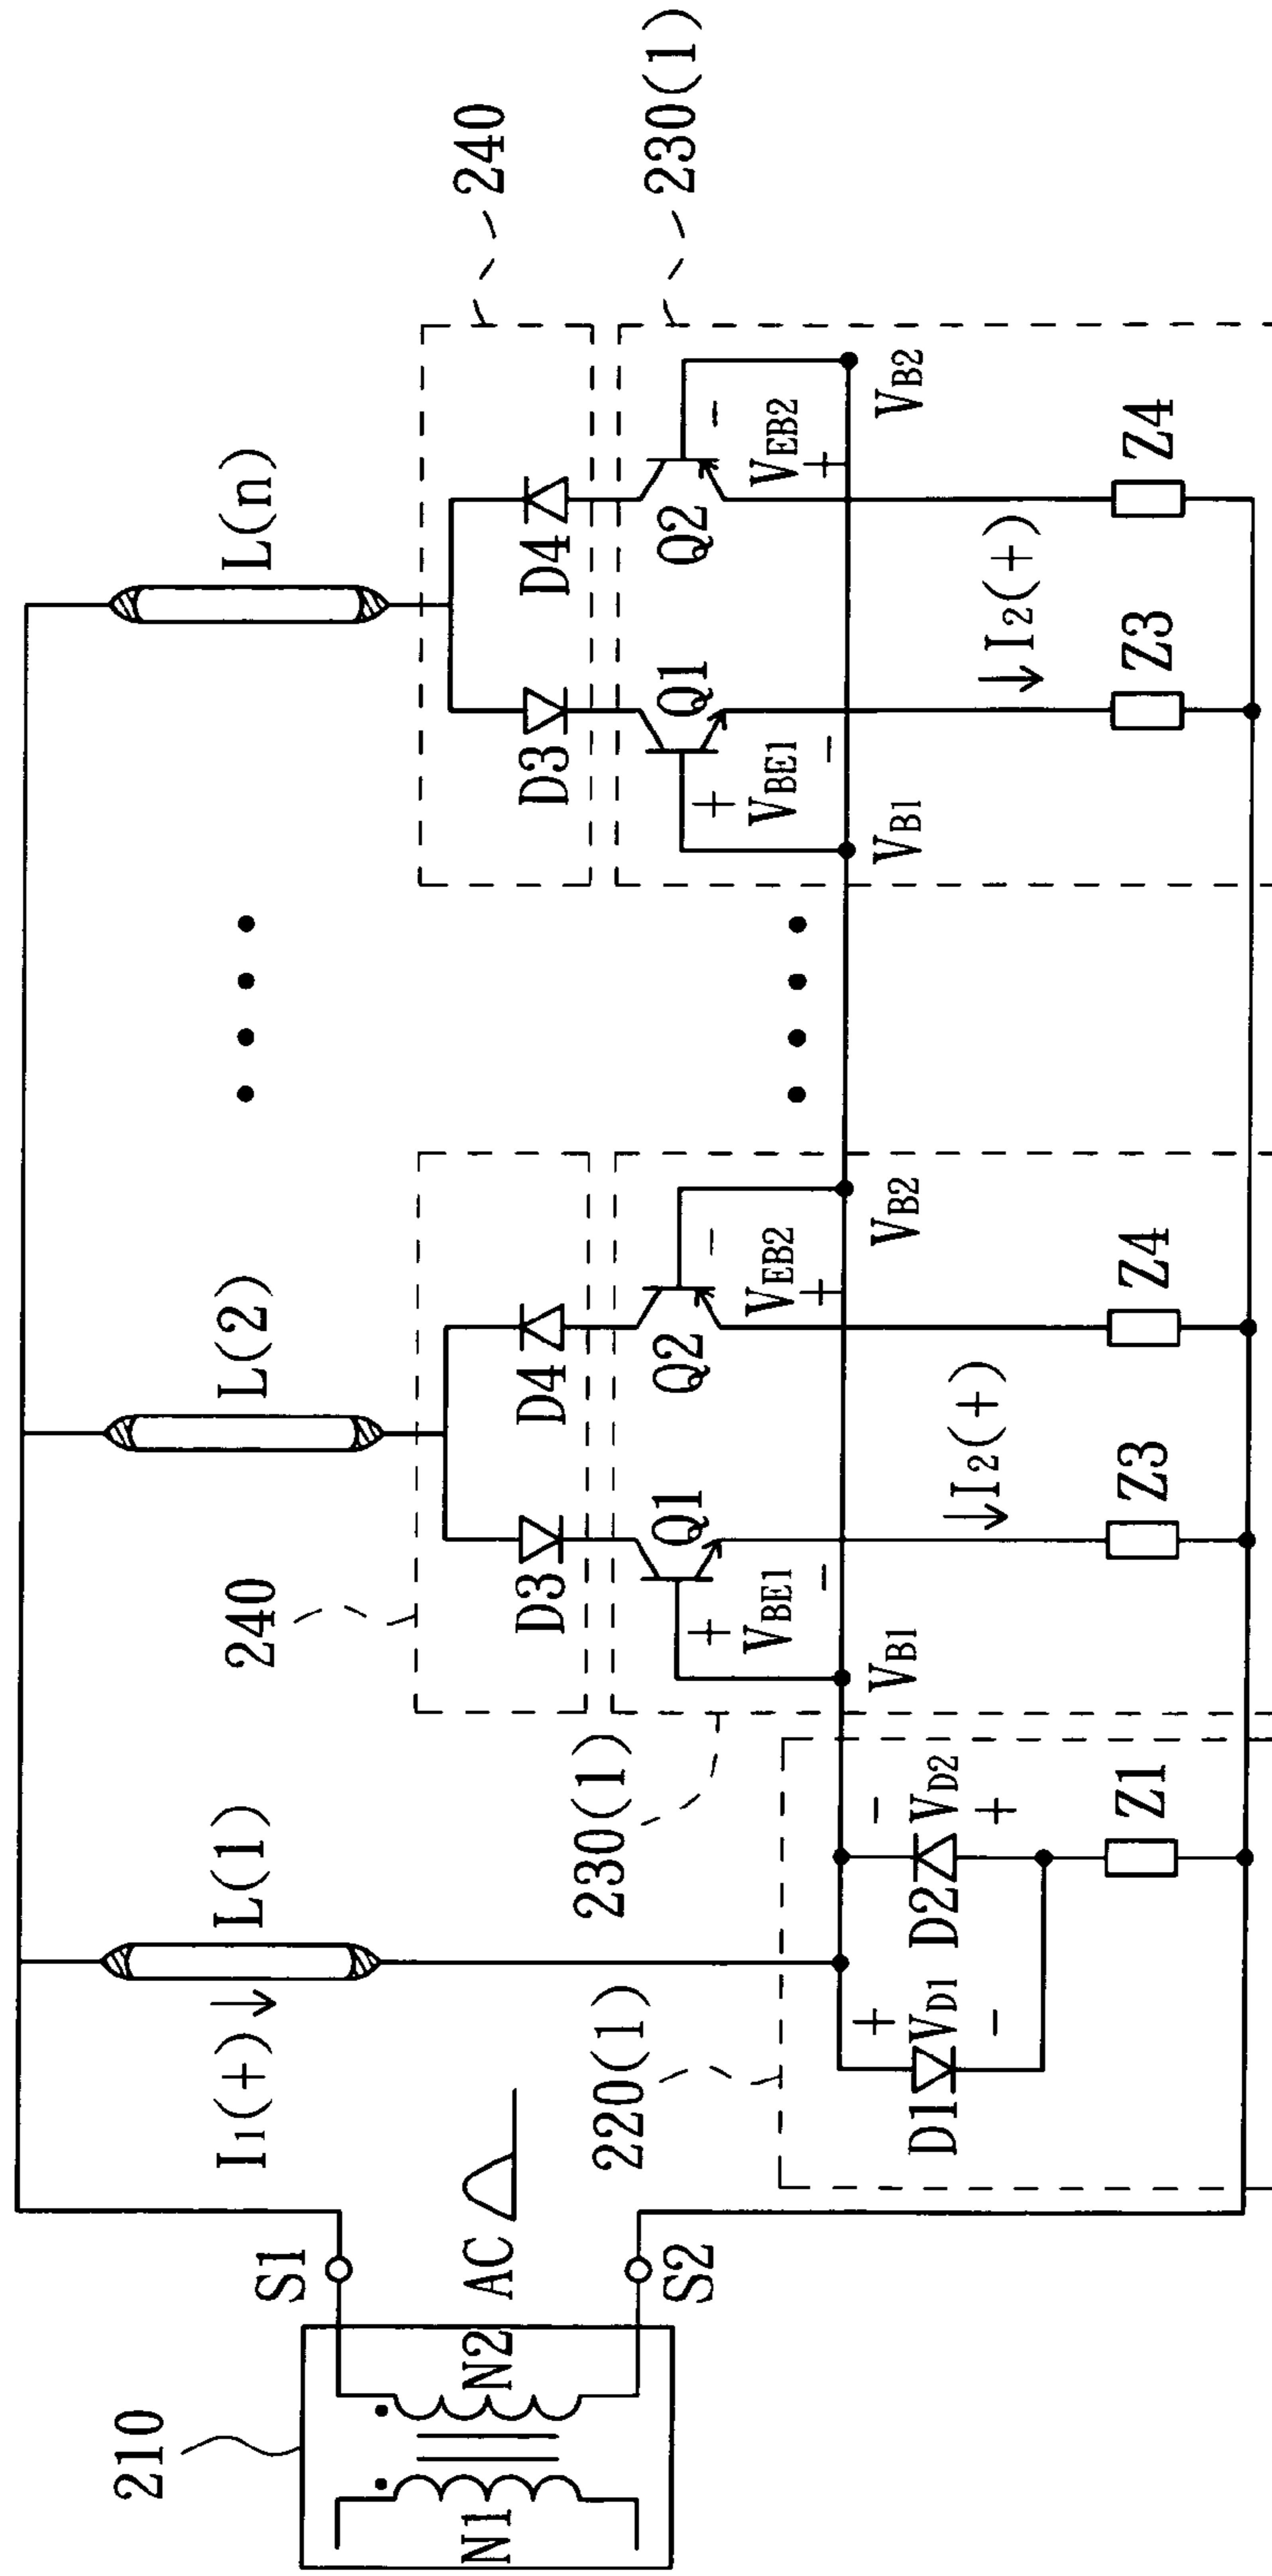 210
N1
N2
S1
S2
AC
I1(+)
L(1)
L(2)
L(n)
220(1)
D1
VD1
+
-
D2
VD2
-
+
Z1
230(1)
240
D3
D4
Q1
Q2
+
VBE1
-
-
VEB2
+
VB1
VB2
I2(+)
Z3
Z4
240
230(1)
D3
D4
Q1
Q2
+
VBE1
-
-
VEB2
+
VB1
VB2
I2(+)
Z3
Z4